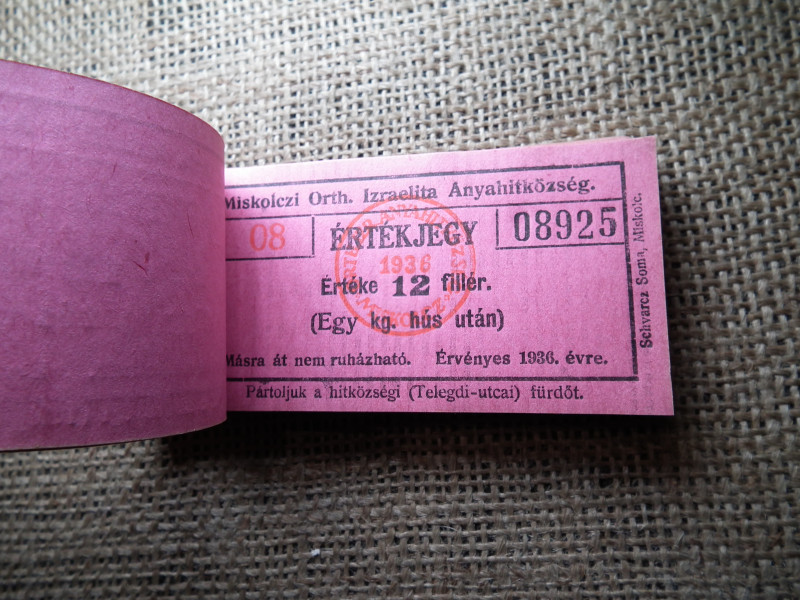 Miskolczi Orth. Izraelita Anyahitközség.
08
ÉRTÉKJEGY
08925
1936
Értéke 12 fillér.
(Egy kg. hús után)
Másra át nem ruházható. Érvényes 1936. évre.
Pártoljuk a hitközségi (Telegdi-utcai) fürdőt.
Schvarcz Soma, Miskolc.